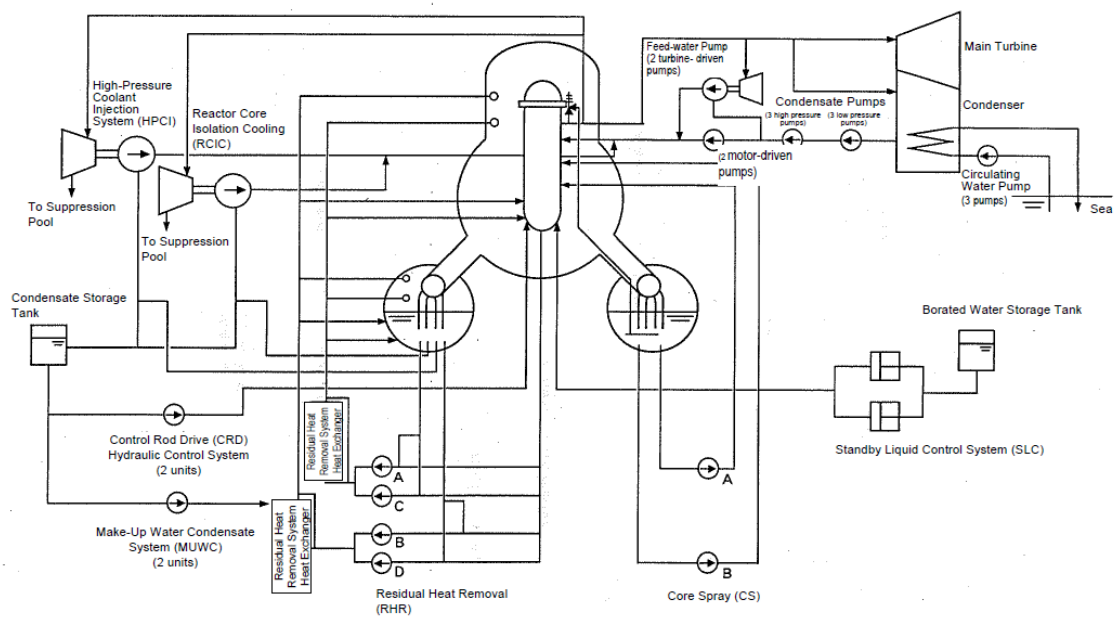 High-Pressure
Coolant
Injection
System (HPCI)
Reactor Core
Isolation Cooling
(RCIC)
To Suppression
Pool
To Suppression
Pool
Feed-water Pump
(2 turbine- driven
pumps)
Condensate Pumps
(3 high pressure
pumps)
(3 low pressure
pumps)
(2 motor-driven
pumps)
Main Turbine
Condenser
Circulating
Water Pump
(3 pumps)
Sea
Condensate Storage
Tank
Borated Water Storage Tank
Control Rod Drive (CRD)
Hydraulic Control System
(2 units)
Residual Heat
Removal System
Heat Exchanger
A
C
Standby Liquid Control System (SLC)
A
Make-Up Water Condensate
System (MUWC)
(2 units)
Residual Heat
Removal System
Heat Exchanger
B
D
B
Residual Heat Removal
(RHR)
Core Spray (CS)